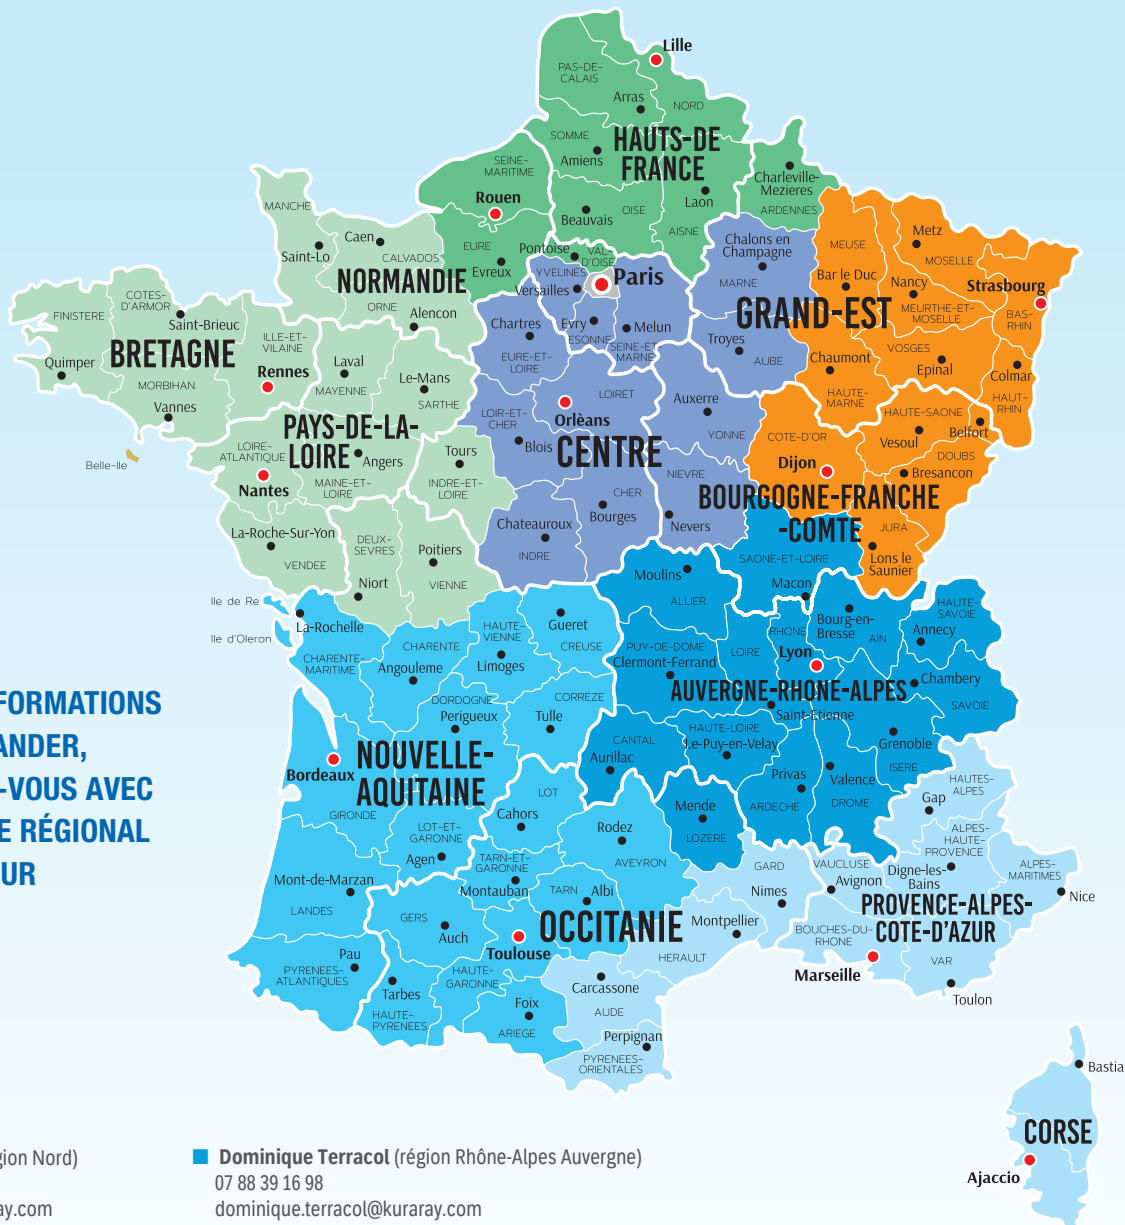 Lille
PAS-DE-
CALAIS
Arras
NORD
SOMME
HAUTS-DE
FRANCE
Amiens
SEINE-
MARITIME
Charleville-
Mezieres
Rouen
Beauvais
OISE
Laon
ARDENNES
AISNE
MANCHE
Caen
Saint-Lo
CALVADOS
EURE
Evreux
Pontoise
VAL-
D'OISE
Chalons en
Champagne
MEUSE
Metz
MOSELLE
NORMANDIE
YVELINES
Versailles
Paris
MARNE
Bar le Duc
Nancy
Strasbourg
ORNE
Alencon
GRAND-EST
MEURTHE-ET-
MOSELLE
BAS-
RHIN
COTES-
D'ARMOR
FINISTERE
Saint-Brieuc
Chartres
Evry
ESONNE
Melun
SEINE-ET
MARNE
Troyes
AUBE
VOSGES
Epinal
BRETAGNE
ILLE-ET-
VILAINE
Quimper
Laval
MAYENNE
Le-Mans
SARTHE
EURE-ET-
LOIRE
Chaumont
HAUTE-
MARNE
Colmar
HAUT-
RHIN
Rennes
MORBIHAN
Vannes
LOIR-ET-
CHER
Orlèans
LOIRET
Auxerre
YONNE
HAUTE-SAONE
Vesoul
Belfort
PAYS-DE-LA-
LOIRE
LOIRE-
ATLANTIQUE
Angers
Tours
Blois
CENTRE
COTE-D'OR
Dijon
DOUBS
Bresancon
Belle-Ile
Nantes
MAINE-ET-
LOIRE
INDRE-ET-
LOIRE
CHER
Bourges
NIEVRE
Nevers
BOURGOGNE-FRANCHE
-COMTE
La-Roche-Sur-Yon
VENDEE
DEUX-
SEVRES
Poitiers
VIENNE
Niort
Chateauroux
INDRE
JURA
Lons le
Saunier
SAONE-ET-LOIRE
Macon
Moulins
ALLIER
Ile de Re
La-Rochelle
Ile d'Oleron
CHARENTE-
MARITIME
CHARENTE
Angouleme
HAUTE-
VIENNE
Limoges
Gueret
CREUSE
RHONE
Bourg-en-
Bresse
AIN
HAUTE-
SAVOIE
Annecy
PUY-DE-DOME
Clermont-Ferrand
LOIRE
Lyon
Chambery
SAVOIE
FORMATIONS
ANDER,
-VOUS AVEC
E RÉGIONAL
UR
DORDOGNE
Perigueux
CORREZE
Tulle
AUVERGNE-RHONE-ALPES
Saint-Etienne
HAUTE-LOIRE
Le-Puy-en-Velay
CANTAL
Aurillac
Grenoble
ISERE
Bordeaux
NOUVELLE-
AQUITAINE
GIRONDE
LOT
Cahors
Mende
LOZERE
Privas
ARDECHE
Valence
DROME
HAUTES-
ALPES
Gap
LOT-ET-
GARONNE
Agen
Rodez
AVEYRON
TARN-ET-
GARONNE
Montauban
TARN
Albi
GARD
Nimes
VAUCLUSE
Avignon
ALPES-
HAUTE-
PROVENCE
Digne-les-
Bains
ALPES-
MARITIMES
Nice
Mont-de-Marzan
LANDES
GERS
Auch
Toulouse
OCCITANIE
Montpellier
HERAULT
PROVENCE-ALPES-
COTE-D'AZUR
BOUCHES-DU-
RHONE
Marseille
VAR
Toulon
Pau
PYRENEES-
ATLANTIQUES
Tarbes
HAUTE-
PYRENEES
HAUTE-
GARONNE
Foix
ARIEGE
Carcassone
AUDE
Perpignan
PYRENEES-
ORIENTALES
Bastia
CORSE
Ajaccio
gion Nord)
ay.com
Dominique Terracol (région Rhône-Alpes Auvergne)
07 88 39 16 98
dominique.terracol@kuraray.com